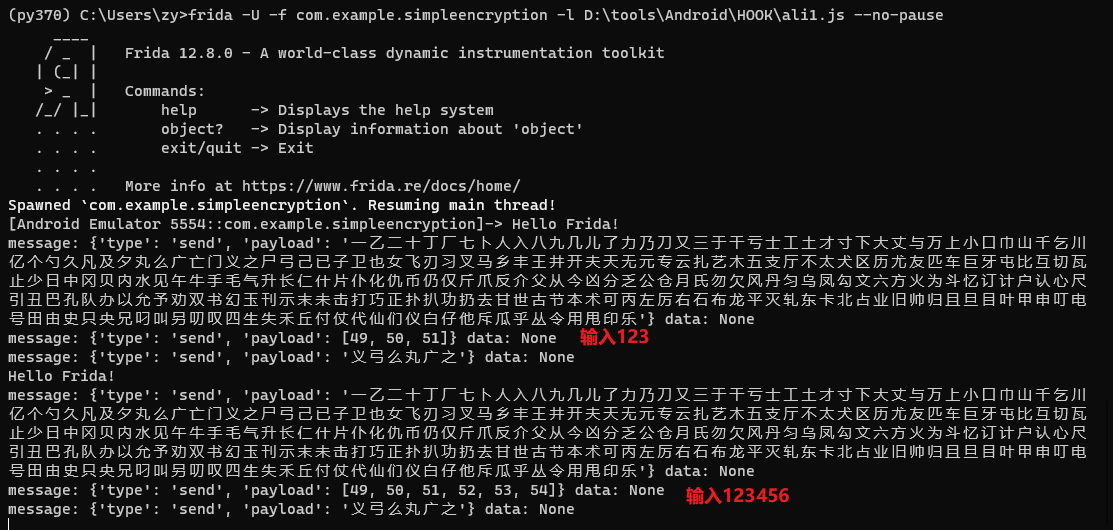 (py370) C:\Users\zy>frida -U -f com.example.simpleencryption -l D:\tools\Android\HOOK\ali1.js --no-pause
     ____
    / _  |   Frida 12.8.0 - A world-class dynamic instrumentation toolkit
   | (_| |
    > _  |   Commands:
   /_/ |_|       help      -> Displays the help system
   . . . .       object?   -> Display information about 'object'
   . . . .       exit/quit -> Exit
   . . . .
   . . . .   More info at https://www.frida.re/docs/home/
Spawned `com.example.simpleencryption`. Resuming main thread!
[Android Emulator 5554::com.example.simpleencryption]-> Hello Frida!
message: {'type': 'send', 'payload': '一乙二十丁厂七卜人入八九几儿了力乃刀又三于干亏士工土才寸下大丈与万上小口巾山千乞川
亿个勺久凡及夕丸么广亡门义之尸弓己已子卫也女飞刃习叉马乡丰王井开夫天无元专云扎艺木五支厅不太犬区历尤友匹车巨牙屯比互切瓦
止少日中冈贝内水见午牛手毛气升长仁什片仆化仇币仍仅斤爪反介父从今凶分乏公仓月氏勿欠风丹匀乌凤勾文六方火为斗忆订计户认心尺
引丑巴孔队办以允予劝双书幻玉刊示末未击打巧正扑扒功扔去甘世古节本术可丙左厉右石布龙平灭轧东卡北占业旧帅归且旦目叶甲申叮电
号田由史只央兄叼叫另叨叹四生失禾丘付仗代仙们仪白仔他斥瓜乎丛令用甩印乐'} data: None
message: {'type': 'send', 'payload': [49, 50, 51]} data: None 输入123
message: {'type': 'send', 'payload': '义弓么丸广之'} data: None
Hello Frida!
message: {'type': 'send', 'payload': '一乙二十丁厂七卜人入八九几儿了力乃刀又三于干亏士工土才寸下大丈与万上小口巾山千乞川
亿个勺久凡及夕丸么广亡门义之尸弓己已子卫也女飞刃习叉马乡丰王井开夫天无元专云扎艺木五支厅不太犬区历尤友匹车巨牙屯比互切瓦
止少日中冈贝内水见午牛手毛气升长仁什片仆化仇币仍仅斤爪反介父从今凶分乏公仓月氏勿欠风丹匀乌凤勾文六方火为斗忆订计户认心尺
引丑巴孔队办以允予劝双书幻玉刊示末未击打巧正扑扒功扔去甘世古节本术可丙左厉右石布龙平灭轧东卡北占业旧帅归且旦目叶甲申叮电
号田由史只央兄叼叫另叨叹四生失禾丘付仗代仙们仪白仔他斥瓜乎丛令用甩印乐'} data: None
message: {'type': 'send', 'payload': [49, 50, 51, 52, 53, 54]} data: None 输入123456
message: {'type': 'send', 'payload': '义弓么丸广之'} data: None